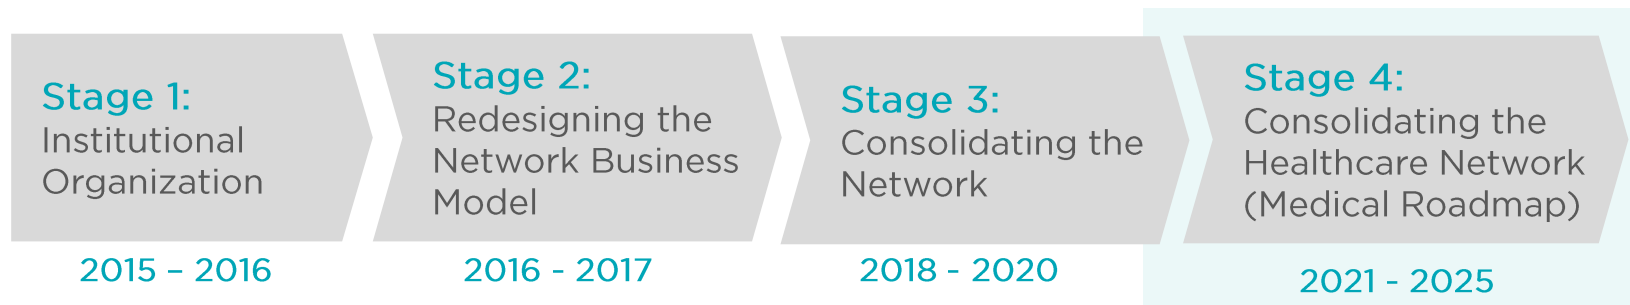 Stage 1:
Institutional
Organization
2015 – 2016
Stage 2:
Redesigning the
Network Business
Model
2016 - 2017
Stage 3:
Consolidating the
Network
2018 - 2020
Stage 4:
Consolidating the
Healthcare Network
(Medical Roadmap)
2021 - 2025